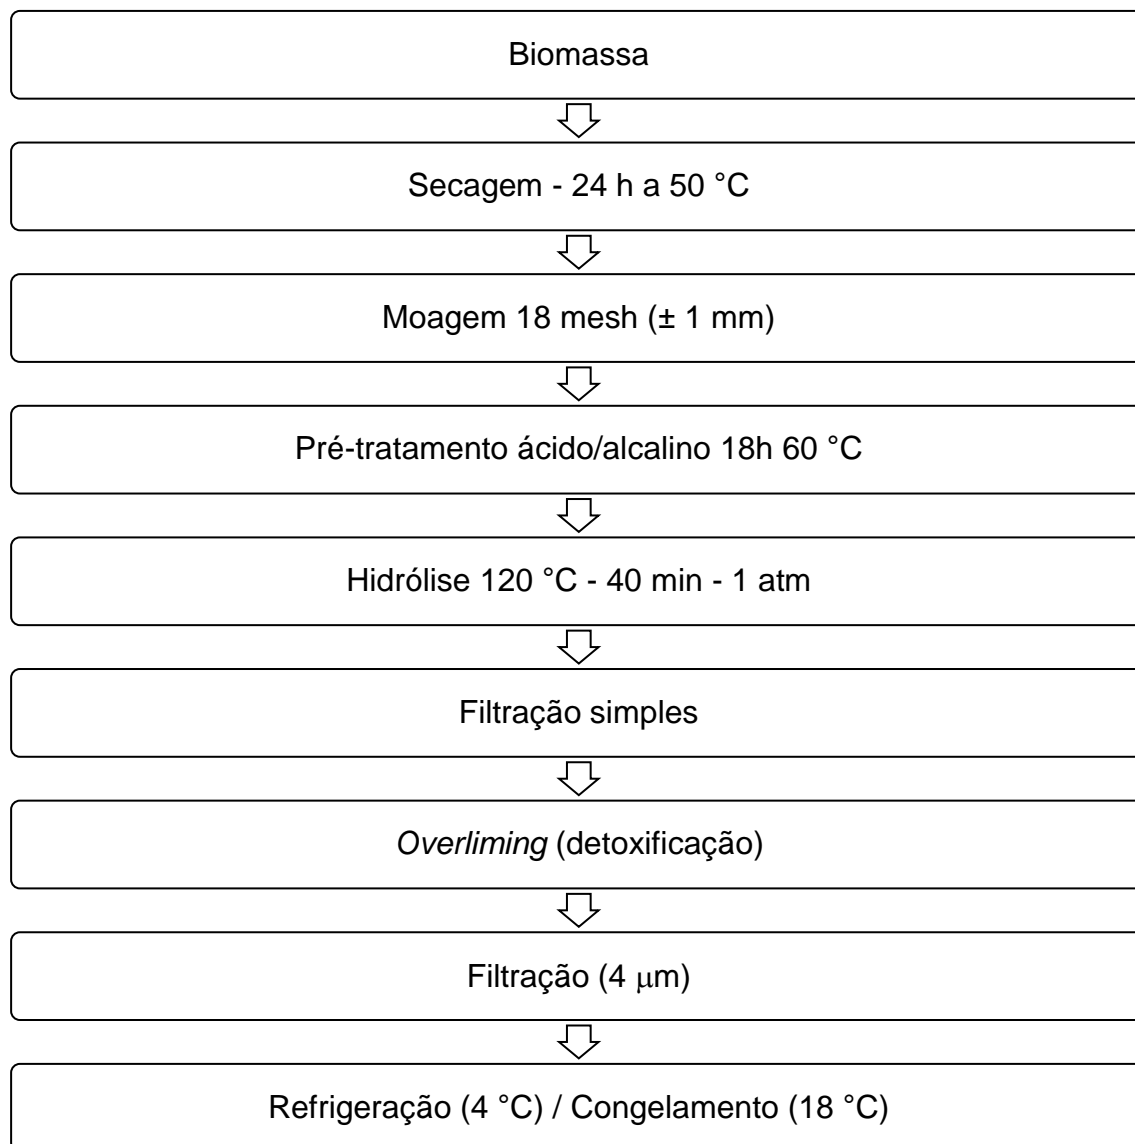 Biomassa
Secagem - 24 h a 50 °C
Moagem 18 mesh (± 1 mm)
Pré-tratamento ácido/alcalino 18h 60 °C
Hidrólise 120 °C - 40 min - 1 atm
Filtração simples
Overliming (detoxificação)
Filtração (4 μm)
Refrigeração (4 °C) / Congelamento (18 °C)